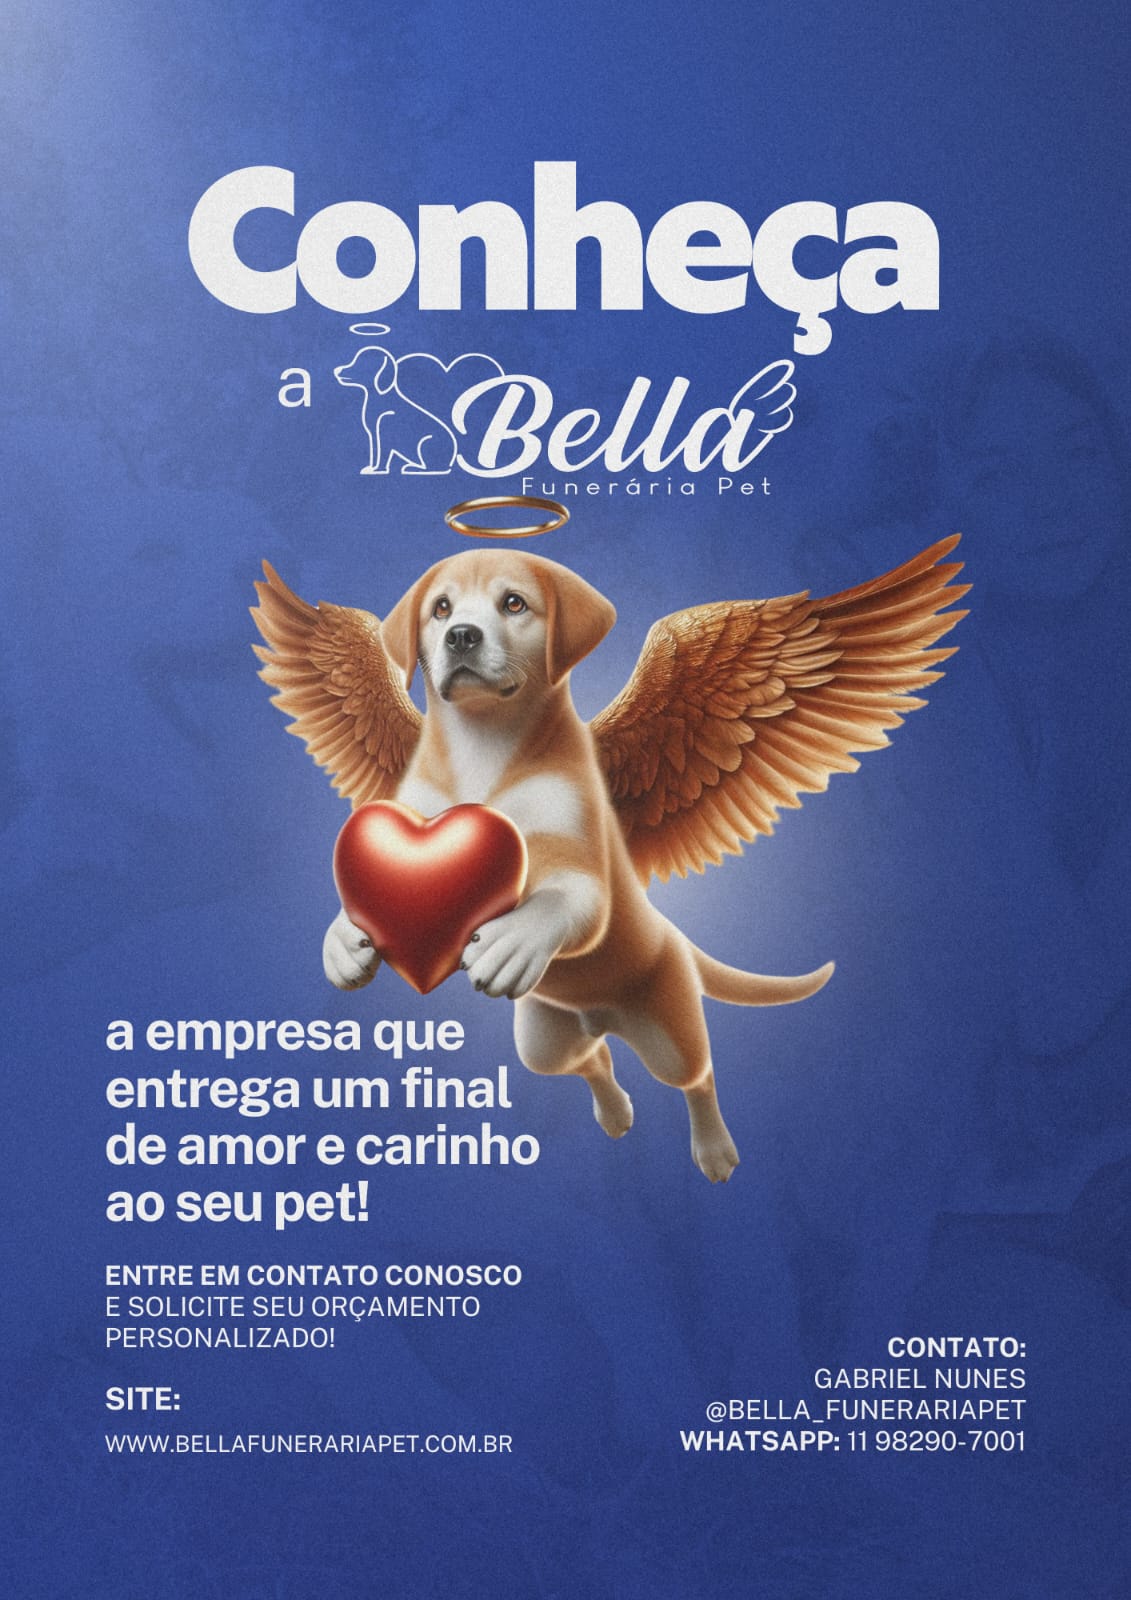 Conheça
a Bella
Funerária Pet
a empresa que
entrega um final
de amor e carinho
ao seu pet!
ENTRE EM CONTATO CONOSCO
E SOLICITE SEU ORÇAMENTO
PERSONALIZADO!
SITE:
WWW.BELLAFUNERARIAPET.COM.BR
CONTATO:
GABRIEL NUNES
@BELLA_FUNERARIAPET
WHATSAPP: 11 98290-7001